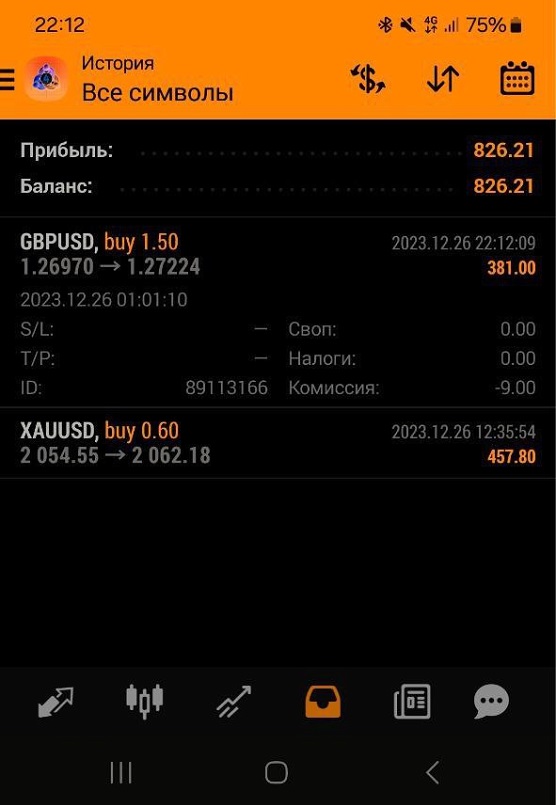 22:12 4G 75%
История
Все символы
Прибыль: 826.21
Баланс: 826.21
GBPUSD, buy 1.50 2023.12.26 22:12:09
1.26970 → 1.27224 381.00
2023.12.26 01:01:10
S/L: — Своп: 0.00
T/P: — Налоги: 0.00
ID: 89113166 Комиссия: -9.00
XAUUSD, buy 0.60 2023.12.26 12:35:54
2 054.55 → 2 062.18 457.80